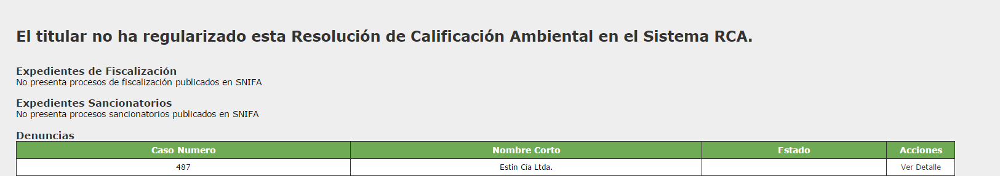 El titular no ha regularizado esta Resolución de Calificación Ambiental en el Sistema RCA.
Expedientes de Fiscalización
No presenta procesos de fiscalización publicados en SNIFA
Expedientes Sancionatorios
No presenta procesos sancionatorios publicados en SNIFA
Denuncias
Caso Numero Nombre Corto Estado Acciones
487 Estin Cía Ltda. Ver Detalle